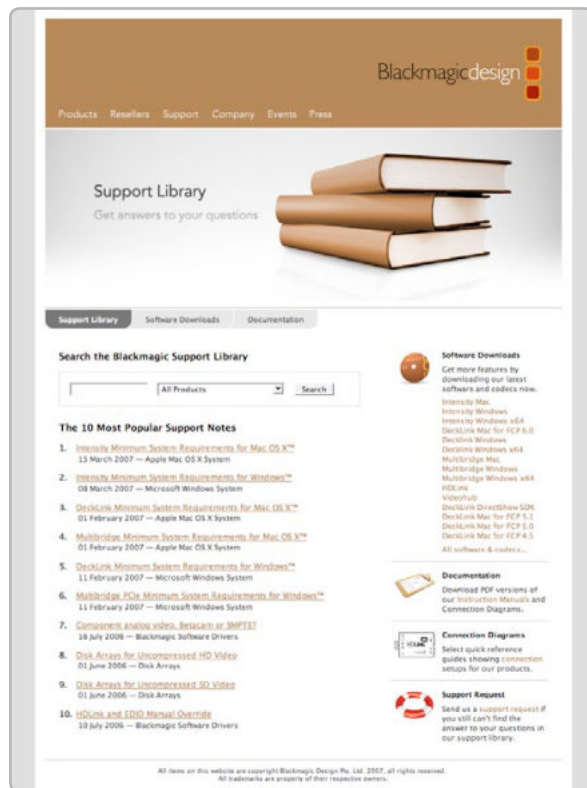 Blackmagicdesign
Products Resellers Support Company Events Press
Support Library
Get answers to your questions
Support Library Software Downloads Documentation
Search the Blackmagic Support Library
All Products Search
The 10 Most Popular Support Notes
1. Intensity Minimum System Requirements for Mac OS X™
15 March 2007 — Apple Mac OS X System
2. Intensity Minimum System Requirements for Windows™
08 March 2007 — Microsoft Windows System
3. DeckLink Minimum System Requirements for Mac OS X™
01 February 2007 — Apple Mac OS X System
4. Multibridge Minimum System Requirements for Mac OS X™
01 February 2007 — Apple Mac OS X System
5. DeckLink Minimum System Requirements for Windows™
11 February 2007 — Microsoft Windows System
6. Multibridge PCIe Minimum System Requirements for Windows™
11 February 2007 — Microsoft Windows System
7. Component analog video. Betacam or SMPTE?
16 July 2006 — Blackmagic Software Drivers
8. Disk Arrays for Uncompressed HD Video
01 June 2006 — Disk Arrays
9. Disk Arrays for Uncompressed SD Video
01 June 2006 — Disk Arrays
10. HDLink and EDIO Manual Override
10 July 2006 — Blackmagic Software Drivers
Software Downloads
Get more features by
downloading our latest
software and codecs now.
Intensity Mac
Intensity Windows
Intensity Windows x64
DeckLink Mac for FCP 6.0
Decklink Windows
DeckLink Windows x64
Multibridge Mac
Multibridge Windows
Multibridge Windows x64
HDLink
Videohub
DeckLink DirectShow SDK
DeckLink Mac for FCP 5.1
DeckLink Mac for FCP 5.0
DeckLink Mac for FCP 4.5
All software & codecs...
Documentation
Download PDF versions of
our Instruction Manuals and
Connection Diagrams.
HDLINK
Connection Diagrams
Select quick reference
guides showing connection
setups for our products.
Support Request
Send us a support request if
you still can't find the
answer to your questions in
our support library.
All items on this website are copyright Blackmagic Design Pty. Ltd. 2007, all rights reserved.
All trademarks are property of their respective owners.